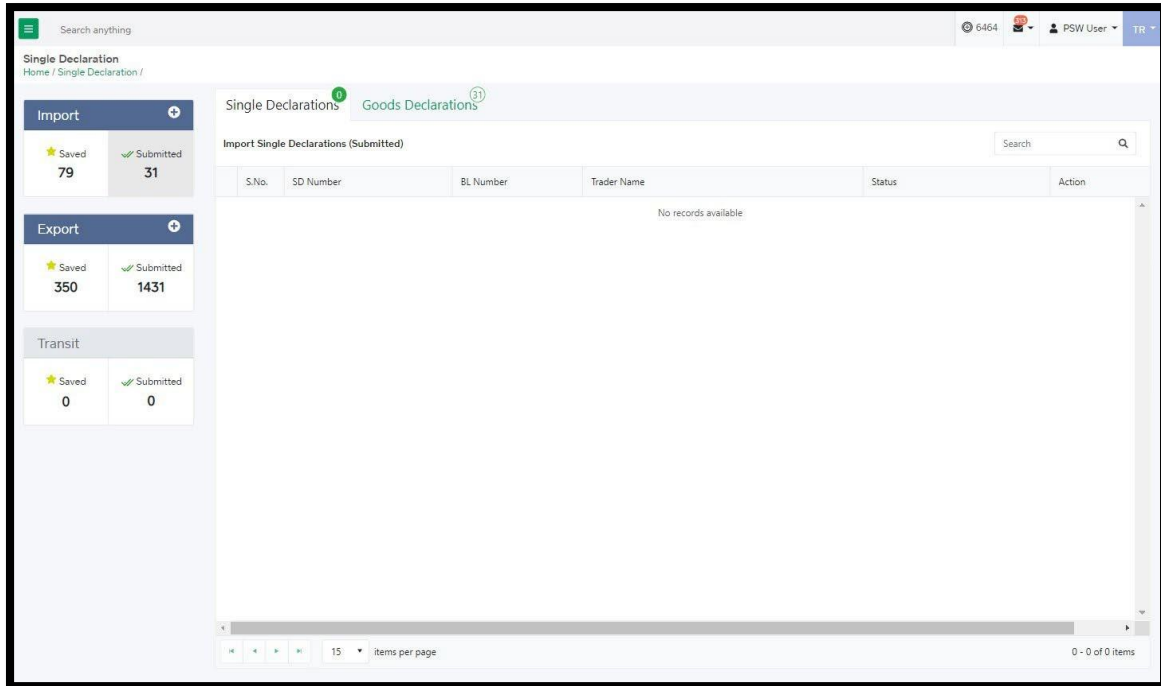 Search anything
6464
313
PSW User
TR
Single Declaration
Home / Single Declaration /
Import
Saved
79
Submitted
31
Export
Saved
350
Submitted
1431
Transit
Saved
0
Submitted
0
Single Declarations 0
Goods Declarations 31
Import Single Declarations (Submitted)
Search
S.No. SD Number BL Number Trader Name Status Action
No records available
15 items per page
0 - 0 of 0 items